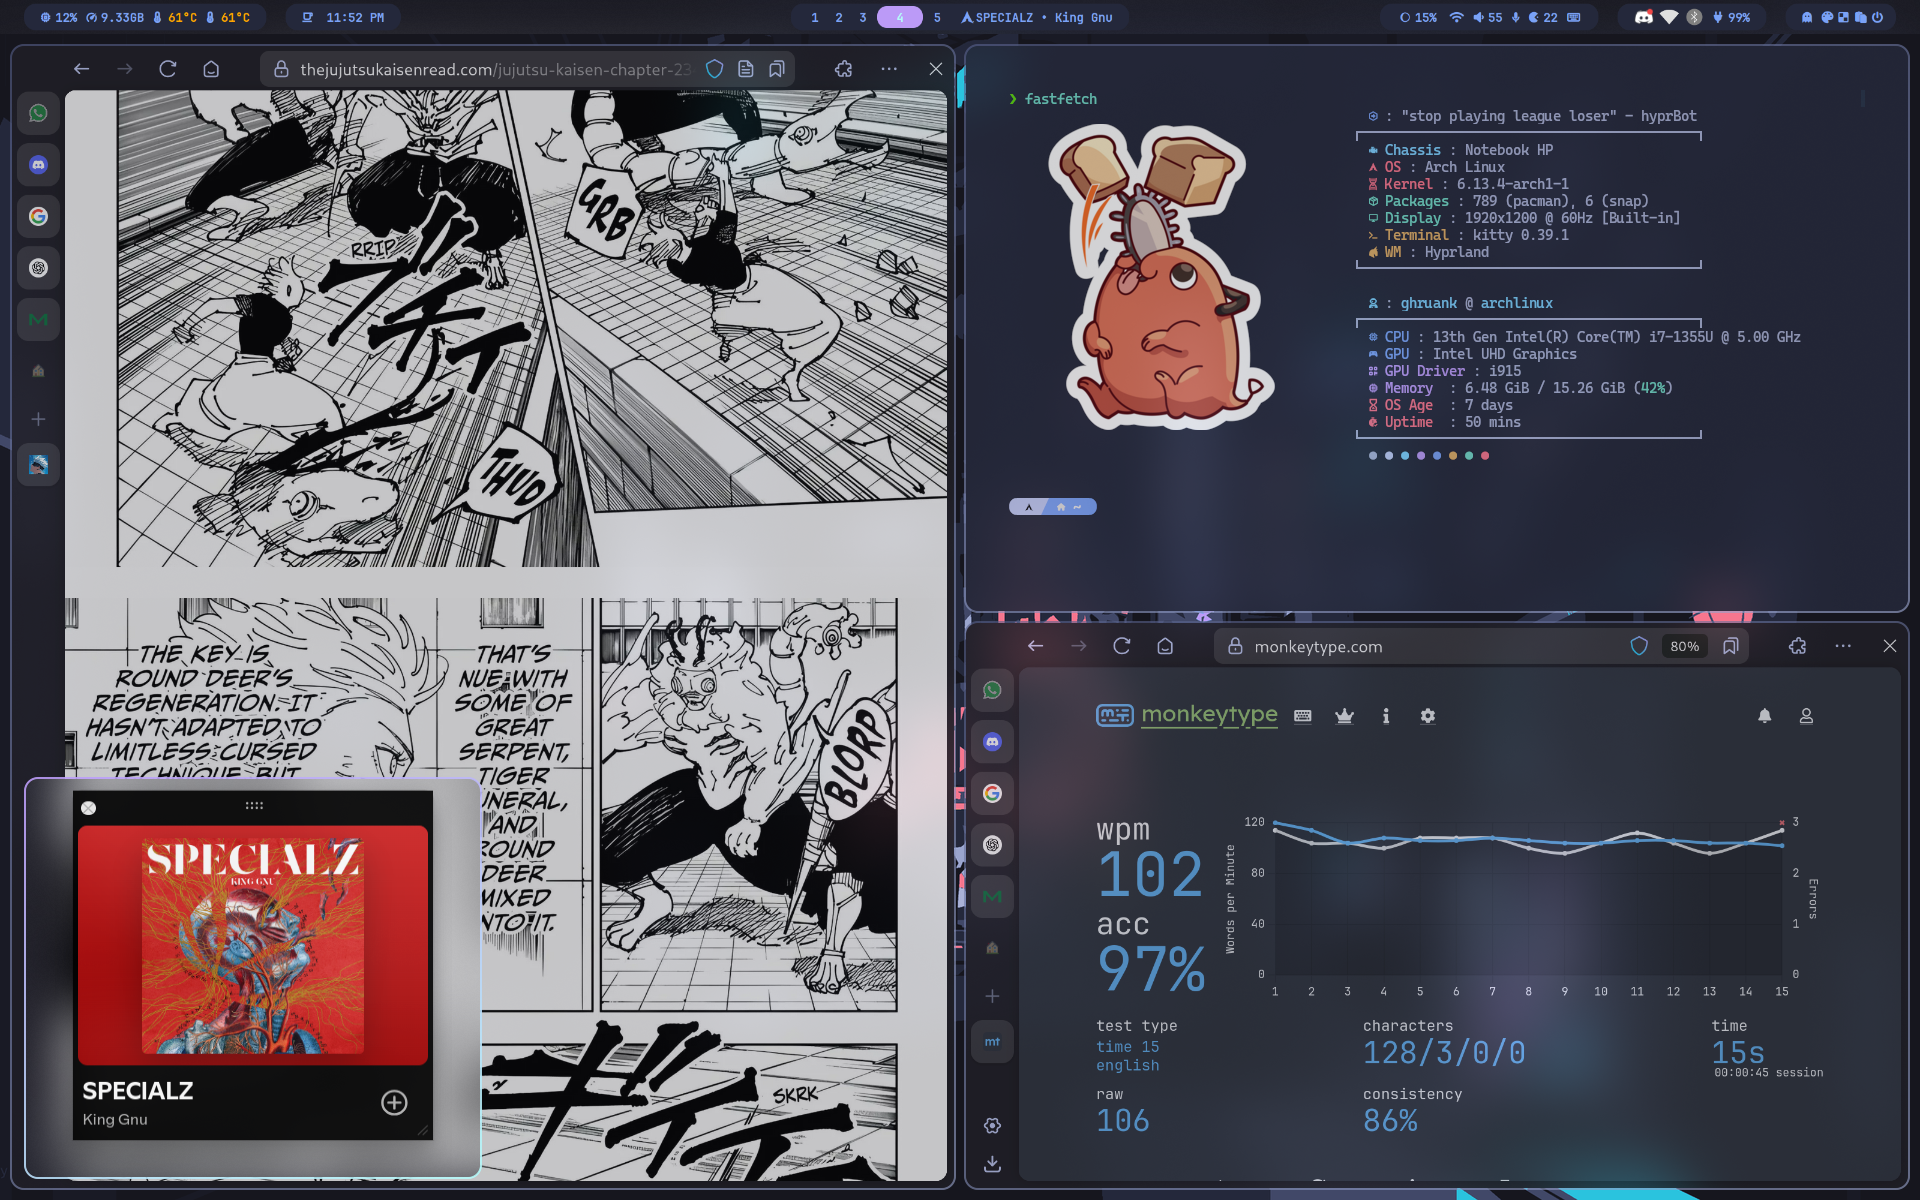 12% 9.33GB 61°C 61°C 11:52 PM 1 2 3 4 5 SPECIALZ • King Gnu 15% 55 22 99%
thejujutsukaisenread.com/jujutsu-kaisen-chapter-23
GRB
RRIP
ブチイ
THUD
THE KEY IS
ROUND DEER'S
REGENERATION. IT
HASN'T ADAPTED TO
LIMITLESS CURSED
TECHNIQUE, BUT
THAT'S
NUE WITH
SOME OF
GREAT
SERPENT,
TIGER
UNERAL,
AND
ROUND
DEER
MIXED
NTO IT.
BLORP
SKRK
SPECIALZ
KING GNU
SPECIALZ
King Gnu
❯ fastfetch
: "stop playing league loser" - hyprBot
Chassis : Notebook HP
OS : Arch Linux
Kernel : 6.13.4-arch1-1
Packages : 789 (pacman), 6 (snap)
Display : 1920x1200 @ 60Hz [Built-in]
Terminal : kitty 0.39.1
WM : Hyprland
: ghruank @ archlinux
CPU : 13th Gen Intel(R) Core(TM) i7-1355U @ 5.00 GHz
GPU : Intel UHD Graphics
GPU Driver : i915
Memory : 6.48 GiB / 15.26 GiB (42%)
OS Age : 7 days
Uptime : 50 mins
~
monkeytype.com 80%
monkeytype
wpm
102
acc
97%
Words per Minute
120
80
40
0
1 2 3 4 5 6 7 8 9 10 11 12 13 14 15
3
2
1
0
Errors
test type
time 15
english
characters
128/3/0/0
time
15s
00:00:45 session
raw
106
consistency
86%
mt